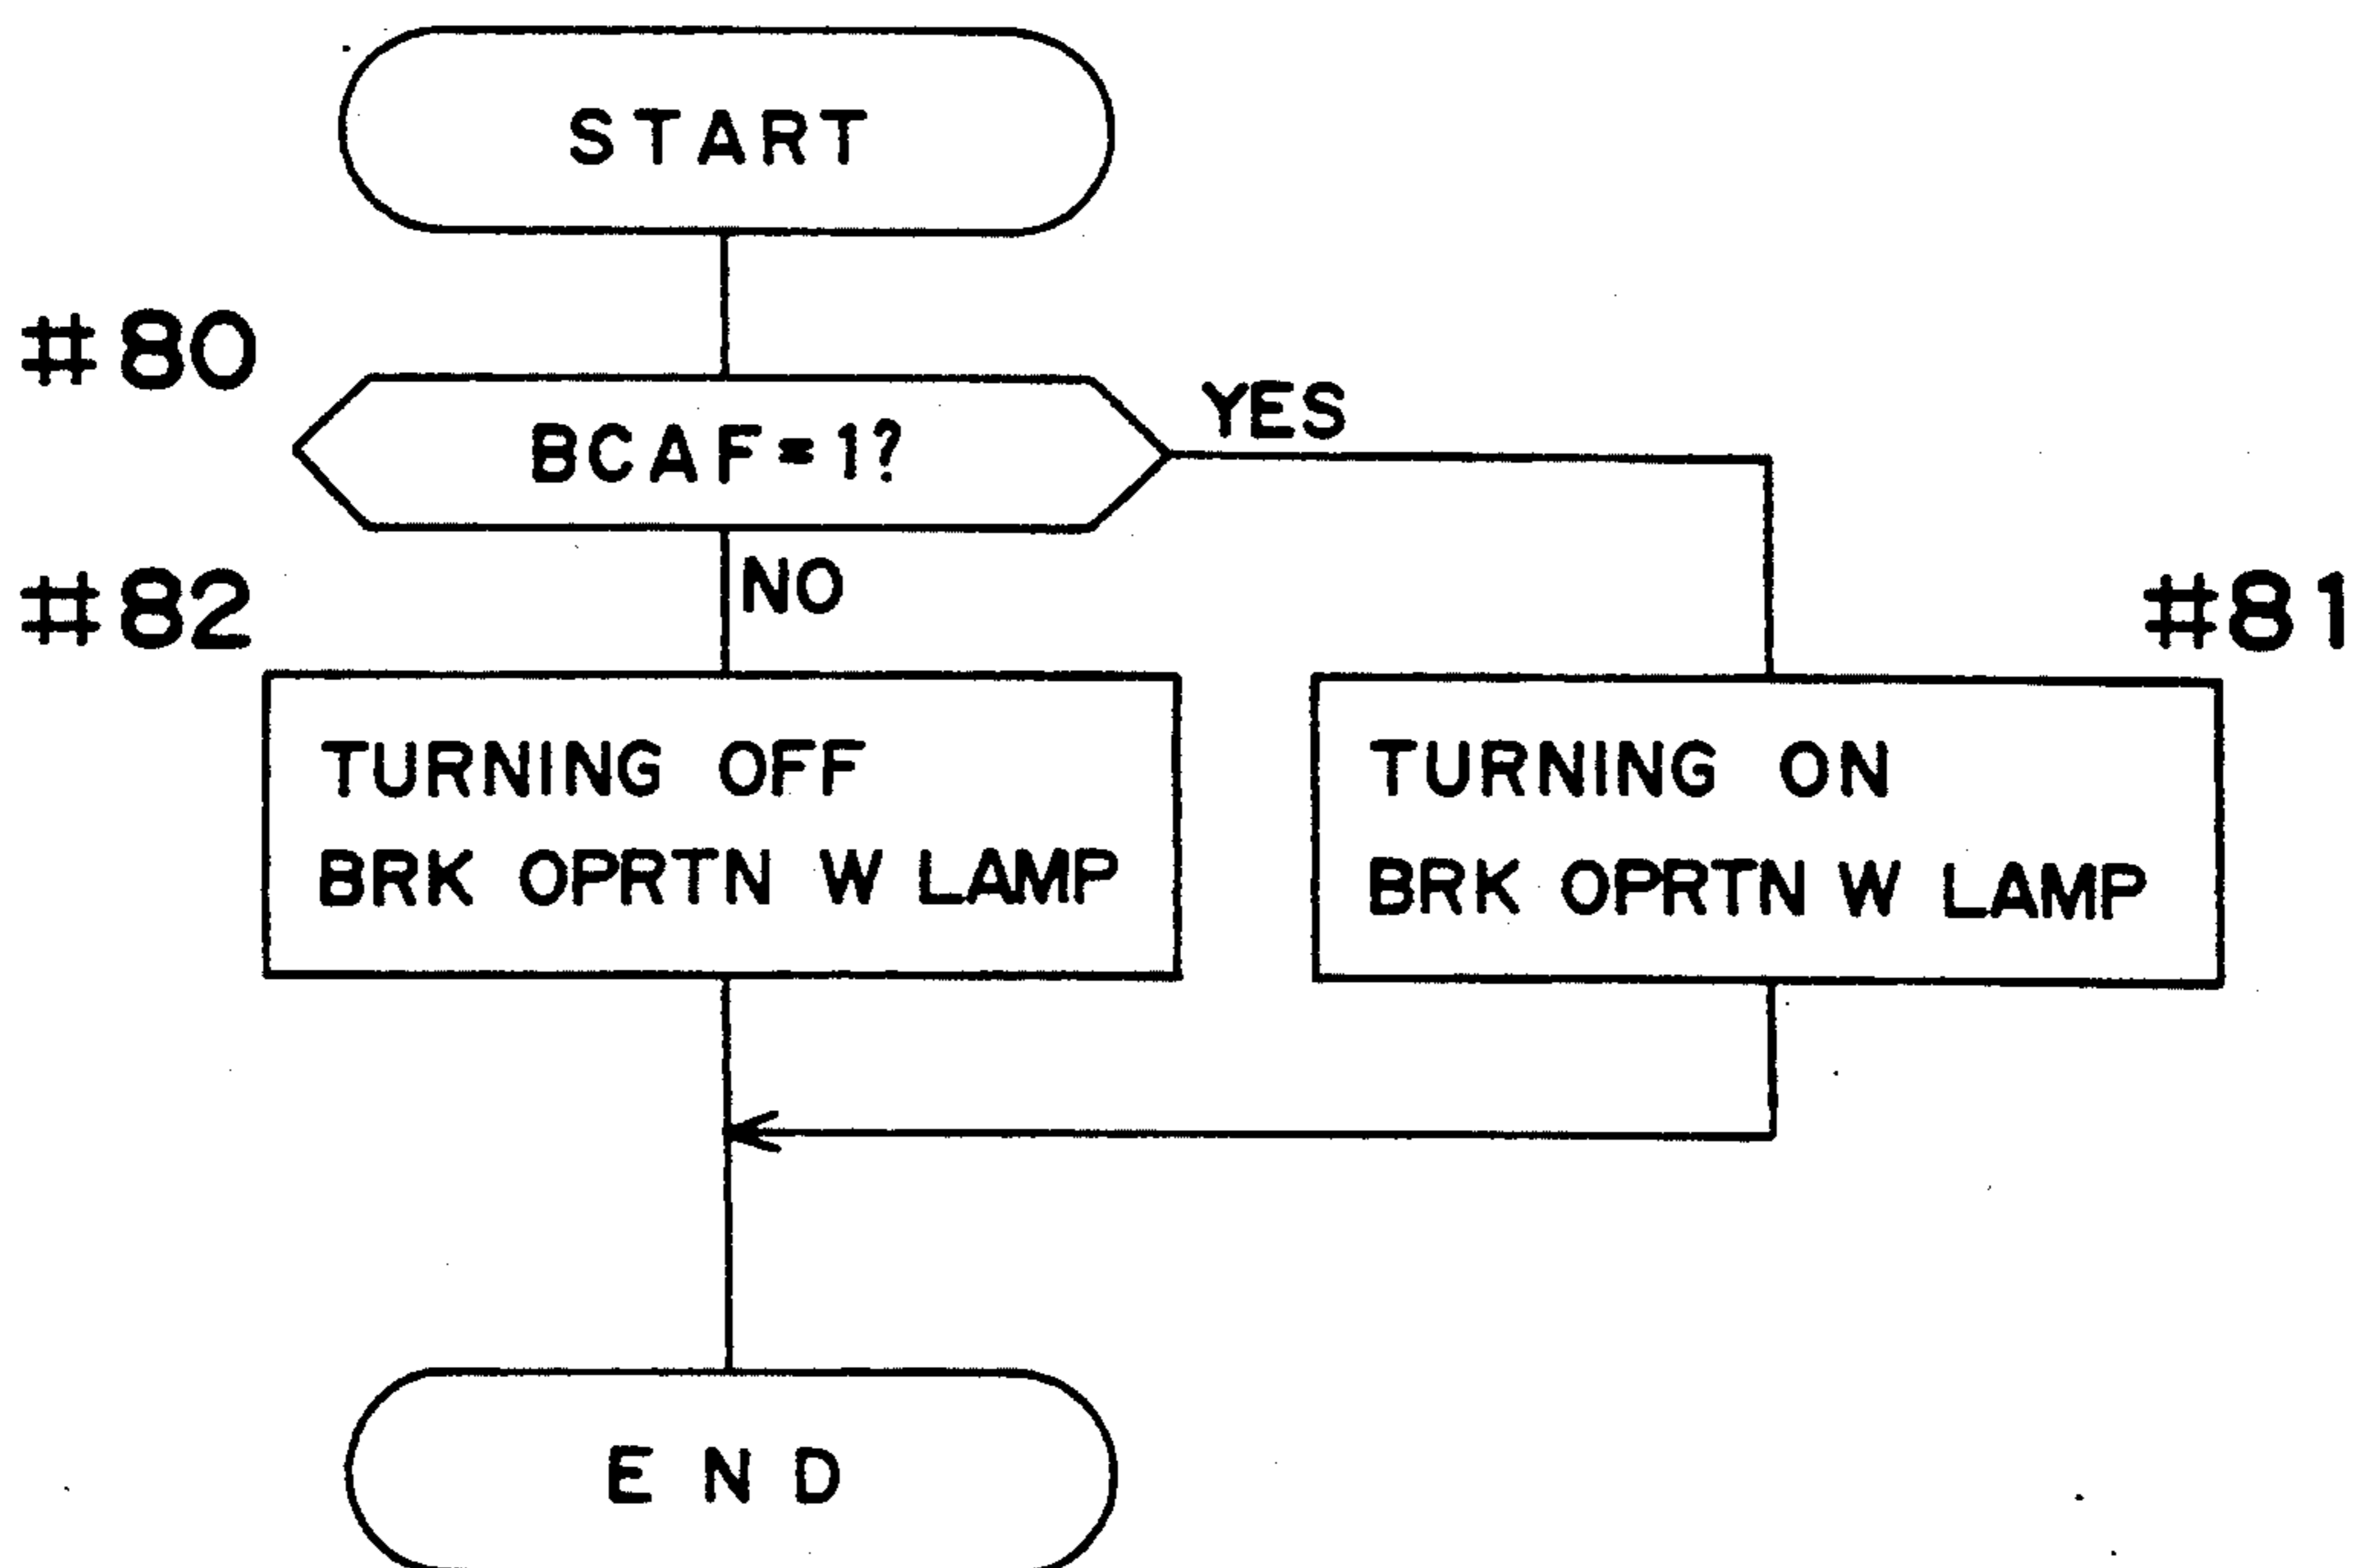 START
#80
BCAF=1?
YES
NO
#82
#81
TURNING OFF
BRK OPRTN W LAMP
TURNING ON
BRK OPRTN W LAMP
END